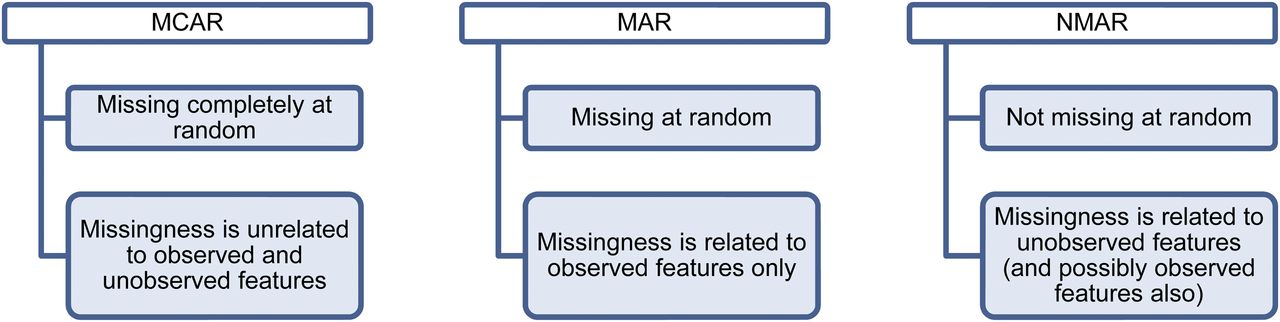 MCAR
Missing completely at
random
Missingness is unrelated
to observed and
unobserved features
MAR
Missing at random
Missingness is related to
observed features only
NMAR
Not missing at random
Missingness is related to
unobserved features
(and possibly observed
features also)